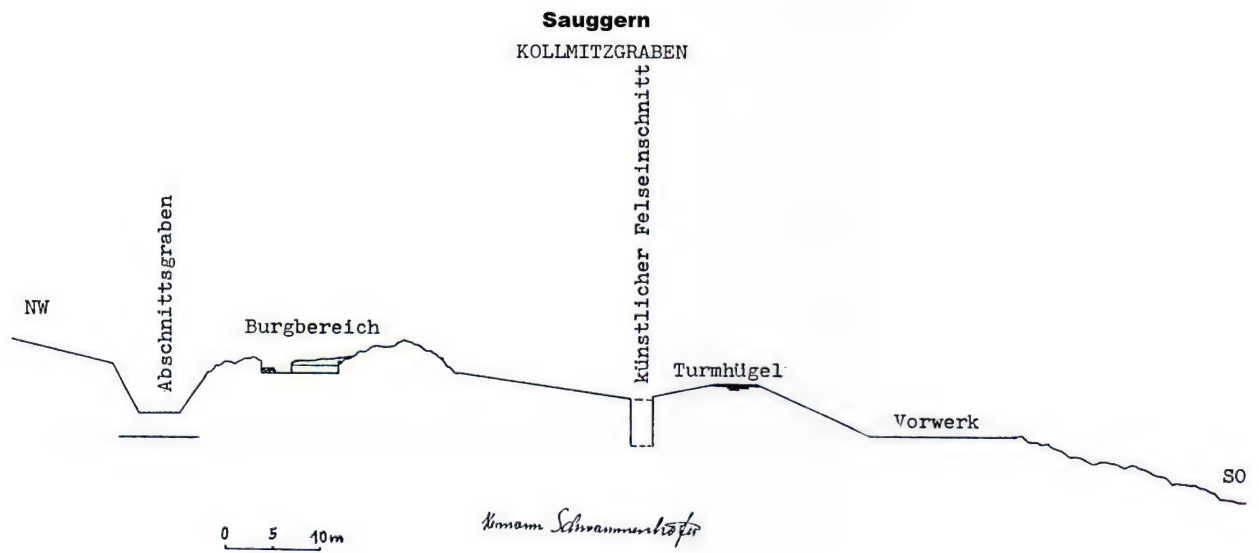 Sauggern
KOLLMITZGRABEN
künstlicher Felseinschnitt
Abschnittsgraben
NW
Burgbereich
Turmhügel
Vorwerk
SO
0 5 10m
Hermann Schwammenhöfer